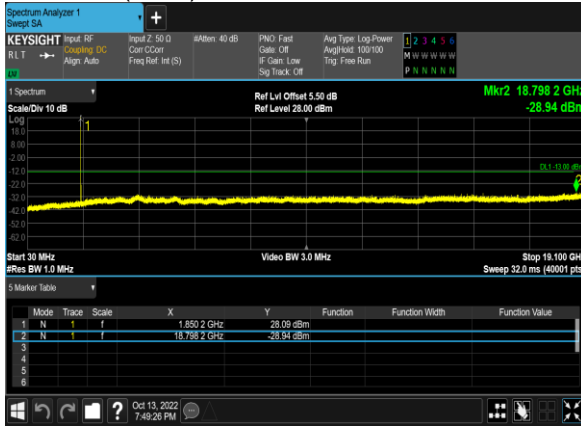 Spectrum Analyzer 1
Swept SA
+
KEYSIGHT Input: RF Input Z: 50 Ω #Atten: 40 dB PNO: Fast Avg Type: Log-Power 1 2 3 4 5 6
RLT Coupling: DC Corr CCorr Gate: Off Avg|Hold: 100/100 M W W W W W
Align: Auto Freq Ref: Int (S) IF Gain: Low Trig: Free Run
Sig Track: Off P N N N N N
LW
1 Spectrum Ref Lvl Offset 5.50 dB Mkr2 18.798 2 GHz
Scale/Div 10 dB Ref Level 28.00 dBm -28.94 dBm
Log
1
18.0
8.00
-2.00
-12.0 DL1 -13.00 dBm
-22.0 2
-32.0
-42.0
-52.0
-62.0
Start 30 MHz Video BW 3.0 MHz Stop 19.100 GH
#Res BW 1.0 MHz Sweep 32.0 ms (40001 pts
5 Marker Table
Mode Trace Scale X Y Function Function Width Function Value
1 N 1 f 1.850 2 GHz 28.09 dBm
2 N 1 f 18.798 2 GHz -28.94 dBm
3
4
5
6
? Oct 13, 2022
7:49:26 PM